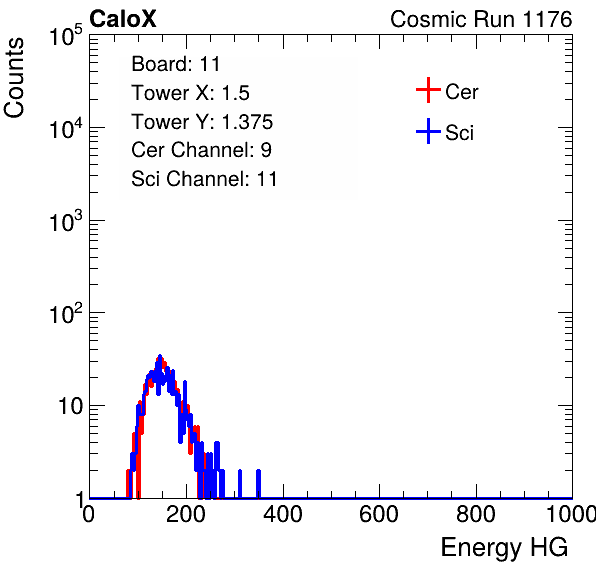 CaloX
Cosmic Run 1176
Counts
Board: 11
Tower X: 1.5
Tower Y: 1.375
Cer Channel: 9
Sci Channel: 11
Cer
Sci
10^5
10^4
10^3
10^2
10
1
0 200 400 600 800 1000
Energy HG